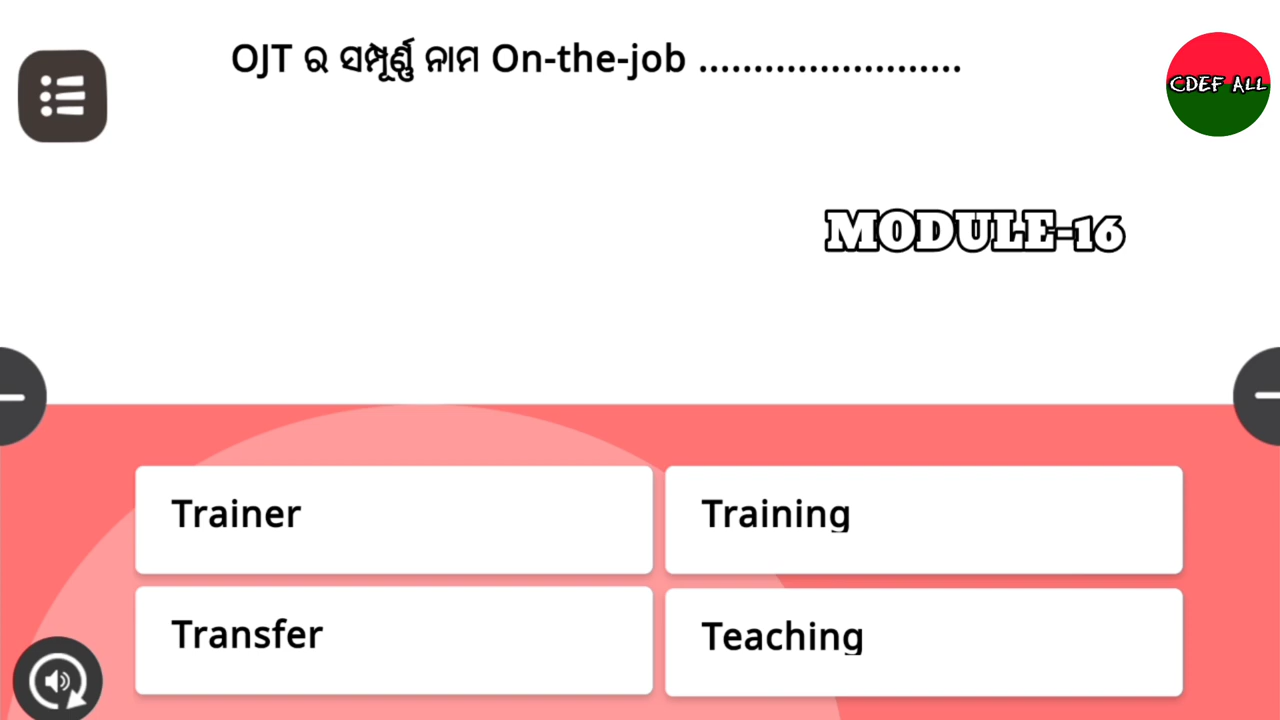 OJT ର ସମ୍ପୂର୍ଣ୍ଣ ନାମ On-the-job ........................
CDEF ALL
MODULE-16
Trainer
Training
Transfer
Teaching